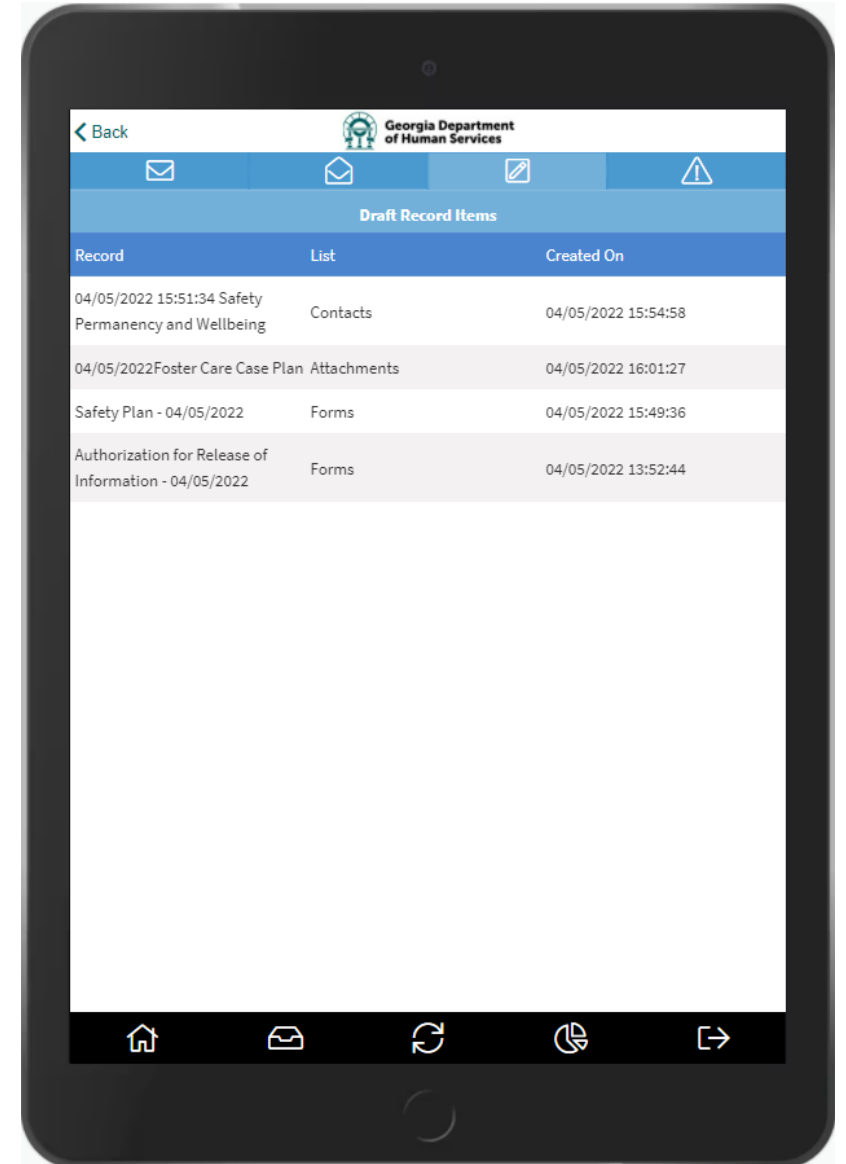 Back
Georgia Department
of Human Services
Draft Record Items
Record List Created On
04/05/2022 15:51:34 Safety
Permanency and Wellbeing
Contacts
04/05/2022 15:54:58
04/05/2022Foster Care Case Plan Attachments 04/05/2022 16:01:27
Safety Plan - 04/05/2022 Forms 04/05/2022 15:49:36
Authorization for Release of
Information - 04/05/2022
Forms
04/05/2022 13:52:44